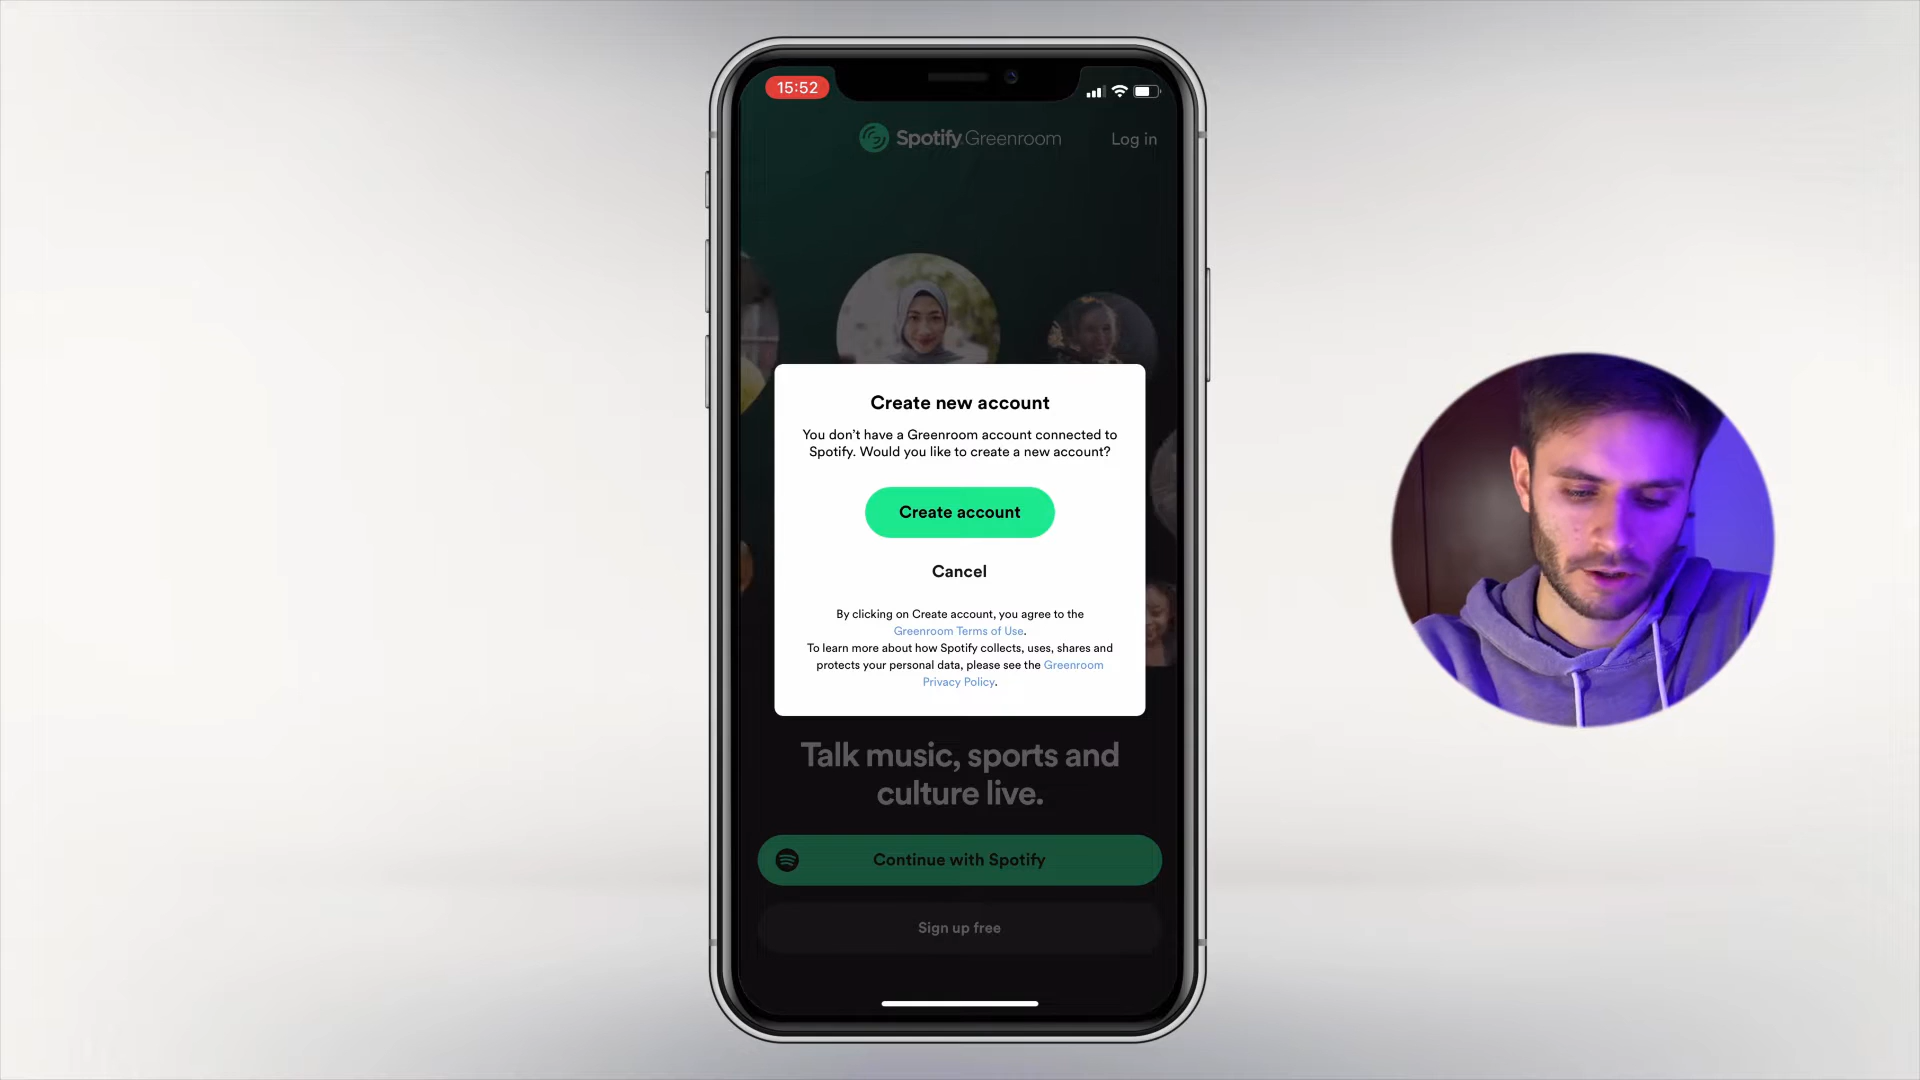 15:52
Spotify Greenroom
Log in
Create new account
You don’t have a Greenroom account connected to
Spotify. Would you like to create a new account?
Create account
Cancel
By clicking on Create account, you agree to the
Greenroom Terms of Use.
To learn more about how Spotify collects, uses, shares and
protects your personal data, please see the Greenroom
Privacy Policy.
Talk music, sports and
culture live.
Continue with Spotify
Sign up free